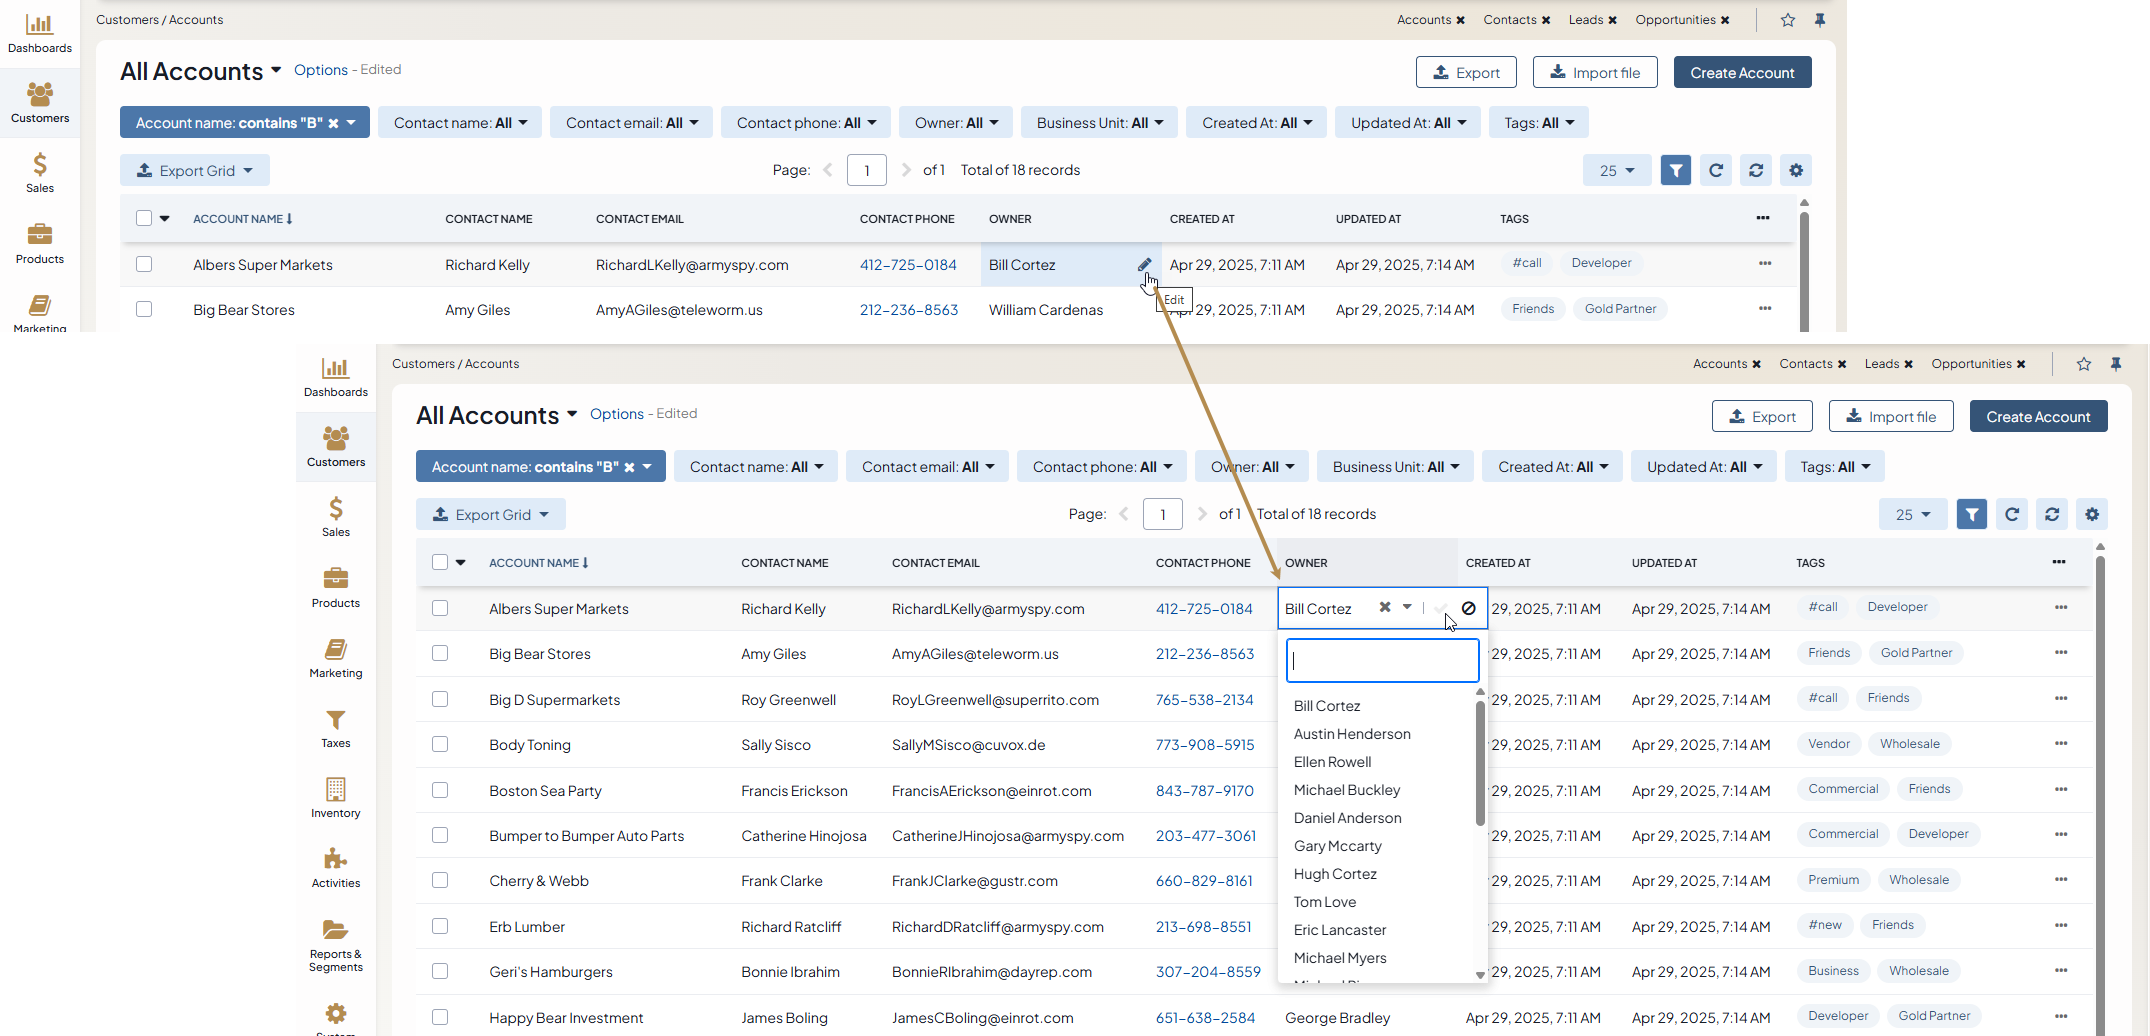 Customers / Accounts
Accounts ✖ Contacts ✖ Leads ✖ Opportunities ✖
Dashboards
Customers
Sales
Products
Marketing
All Accounts Options - Edited
Export Import file Create Account
Account name: contains "B" ✖ Contact name: All Contact email: All Contact phone: All Owner: All Business Unit: All Created At: All Updated At: All Tags: All
Export Grid Page: 1 of 1 Total of 18 records 25
ACCOUNT NAME CONTACT NAME CONTACT EMAIL CONTACT PHONE OWNER CREATED AT UPDATED AT TAGS ...
Albers Super Markets Richard Kelly RichardLKelly@armyspy.com 412-725-0184 Bill Cortez Apr 29, 2025, 7:11 AM Apr 29, 2025, 7:14 AM #call Developer ...
Edit
Big Bear Stores Amy Giles AmyAGiles@teleworm.us 212-236-8563 William Cardenas Apr 29, 2025, 7:11 AM Apr 29, 2025, 7:14 AM Friends Gold Partner ...
Customers / Accounts
Accounts ✖ Contacts ✖ Leads ✖ Opportunities ✖
Dashboards
Customers
Sales
Products
Marketing
Taxes
Inventory
Activities
Reports &
Segments
System
All Accounts Options - Edited
Export Import file Create Account
Account name: contains "B" ✖ Contact name: All Contact email: All Contact phone: All Owner: All Business Unit: All Created At: All Updated At: All Tags: All
Export Grid Page: 1 of 1 Total of 18 records 25
ACCOUNT NAME CONTACT NAME CONTACT EMAIL CONTACT PHONE OWNER CREATED AT UPDATED AT TAGS ...
Albers Super Markets Richard Kelly RichardLKelly@armyspy.com 412-725-0184 Bill Cortez 29, 2025, 7:11 AM Apr 29, 2025, 7:14 AM #call Developer ...
Big Bear Stores Amy Giles AmyAGiles@teleworm.us 212-236-8563 29, 2025, 7:11 AM Apr 29, 2025, 7:14 AM Friends Gold Partner ...
Big D Supermarkets Roy Greenwell RoyLGreenwell@superrito.com 765-538-2134 29, 2025, 7:11 AM Apr 29, 2025, 7:14 AM #call Friends ...
Body Toning Sally Sisco SallyMSisco@cuvox.de 773-908-5915 29, 2025, 7:11 AM Apr 29, 2025, 7:14 AM Vendor Wholesale ...
Boston Sea Party Francis Erickson FrancisAErickson@einrot.com 843-787-9170 29, 2025, 7:11 AM Apr 29, 2025, 7:14 AM Commercial Friends ...
Bumper to Bumper Auto Parts Catherine Hinojosa CatherineJHinojosa@armyspy.com 203-477-3061 29, 2025, 7:11 AM Apr 29, 2025, 7:14 AM Commercial Developer ...
Cherry & Webb Frank Clarke FrankJClarke@gustr.com 660-829-8161 29, 2025, 7:11 AM Apr 29, 2025, 7:14 AM Premium Wholesale ...
Erb Lumber Richard Ratcliff RichardDRatcliff@armyspy.com 213-698-8551 29, 2025, 7:11 AM Apr 29, 2025, 7:14 AM #new Friends ...
Geri's Hamburgers Bonnie Ibrahim BonnieRIbrahim@dayrep.com 307-204-8559 29, 2025, 7:11 AM Apr 29, 2025, 7:14 AM Business Wholesale ...
Happy Bear Investment James Boling JamesCBoling@einrot.com 651-638-2584 George Bradley Apr 29, 2025, 7:11 AM Apr 29, 2025, 7:14 AM Developer Gold Partner ...
Bill Cortez
Austin Henderson
Ellen Rowell
Michael Buckley
Daniel Anderson
Gary Mccarty
Hugh Cortez
Tom Love
Eric Lancaster
Michael Myers